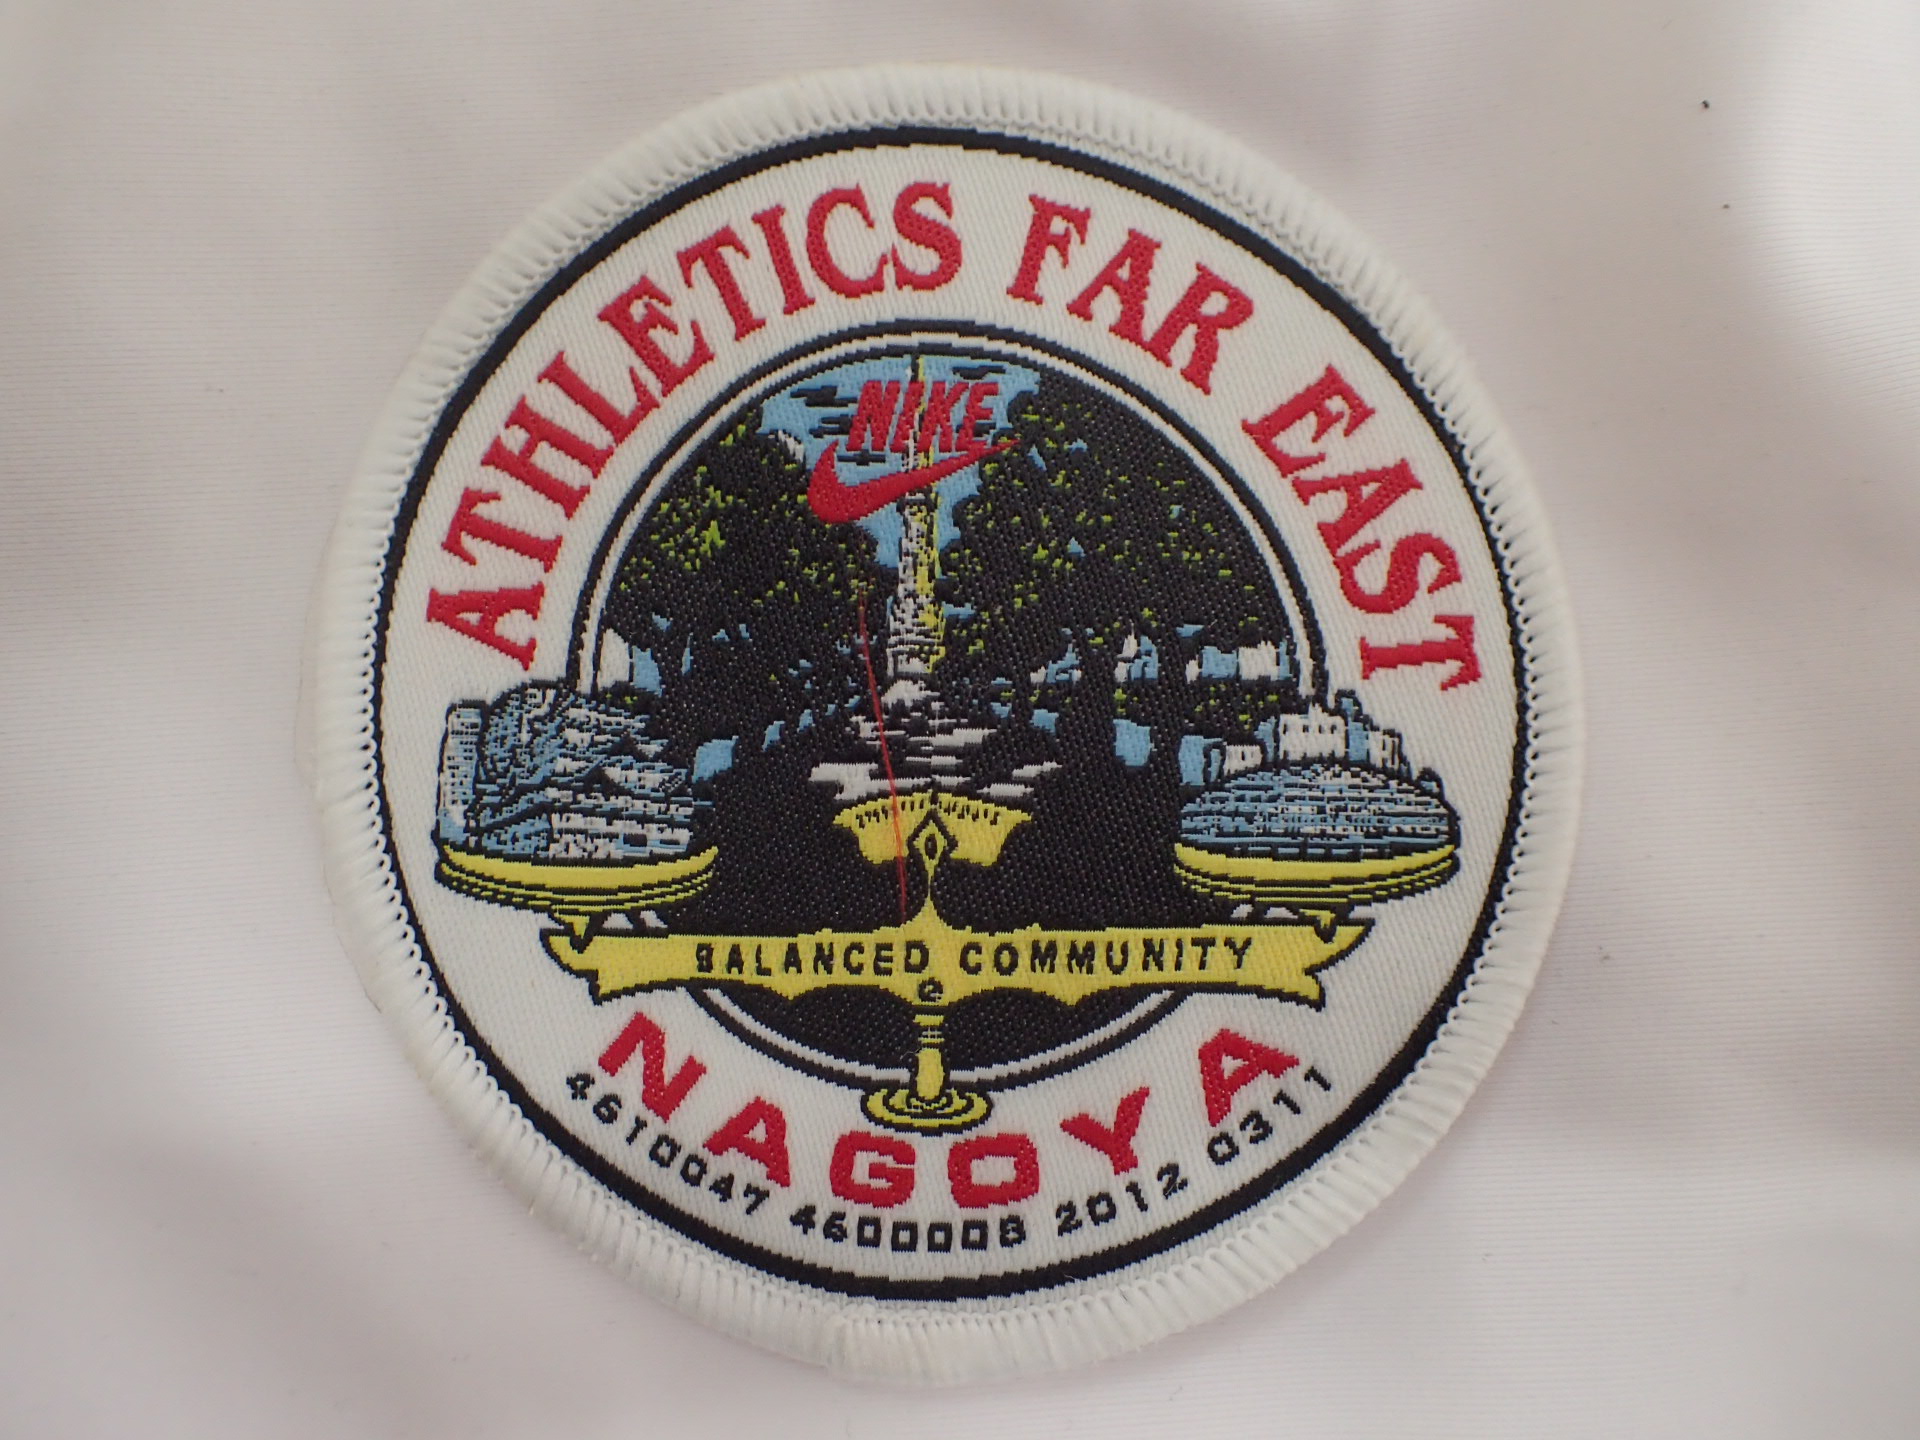 ATHLETICS FAR EAST
NIKE
BALANCED COMMUNITY
e
NAGOYA
4610047 4600008 2012 0311